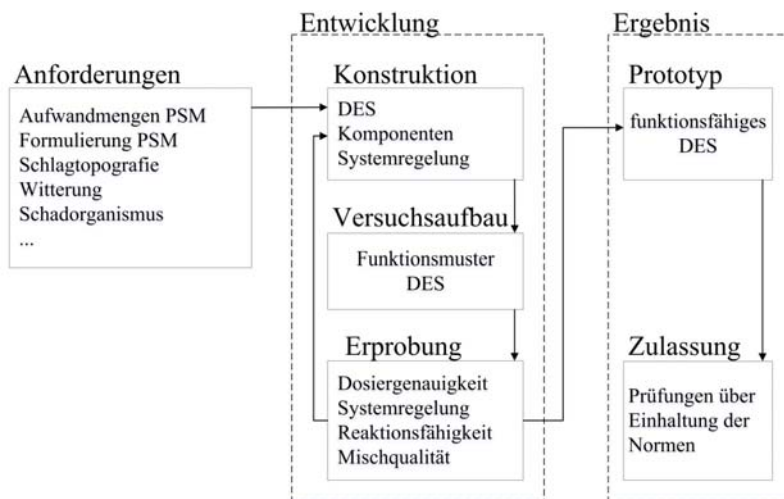 Anforderungen
Aufwandmengen PSM
Formulierung PSM
Schlagtopografie
Witterung
Schadorganismus
...
Entwicklung
Konstruktion
DES
Komponenten
Systemregelung
Versuchsaufbau
Funktionsmuster
DES
Erprobung
Dosiergenauigkeit
Systemregelung
Reaktionsfähigkeit
Mischqualität
Ergebnis
Prototyp
funktionsfähiges
DES
Zulassung
Prüfungen über
Einhaltung der
Normen